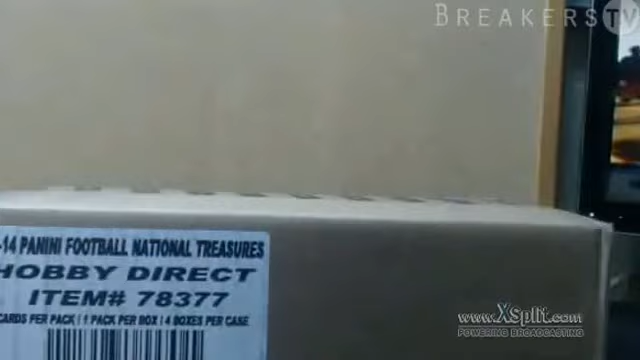 BREAKERSTV
-14 PANINI FOOTBALL NATIONAL TREASURES
HOBBY DIRECT
ITEM# 78377
CARDS PER PACK | 1 PACK PER BOX | 4 BOXES PER CASE
www.XSplit.com
POWERING BROADCASTING